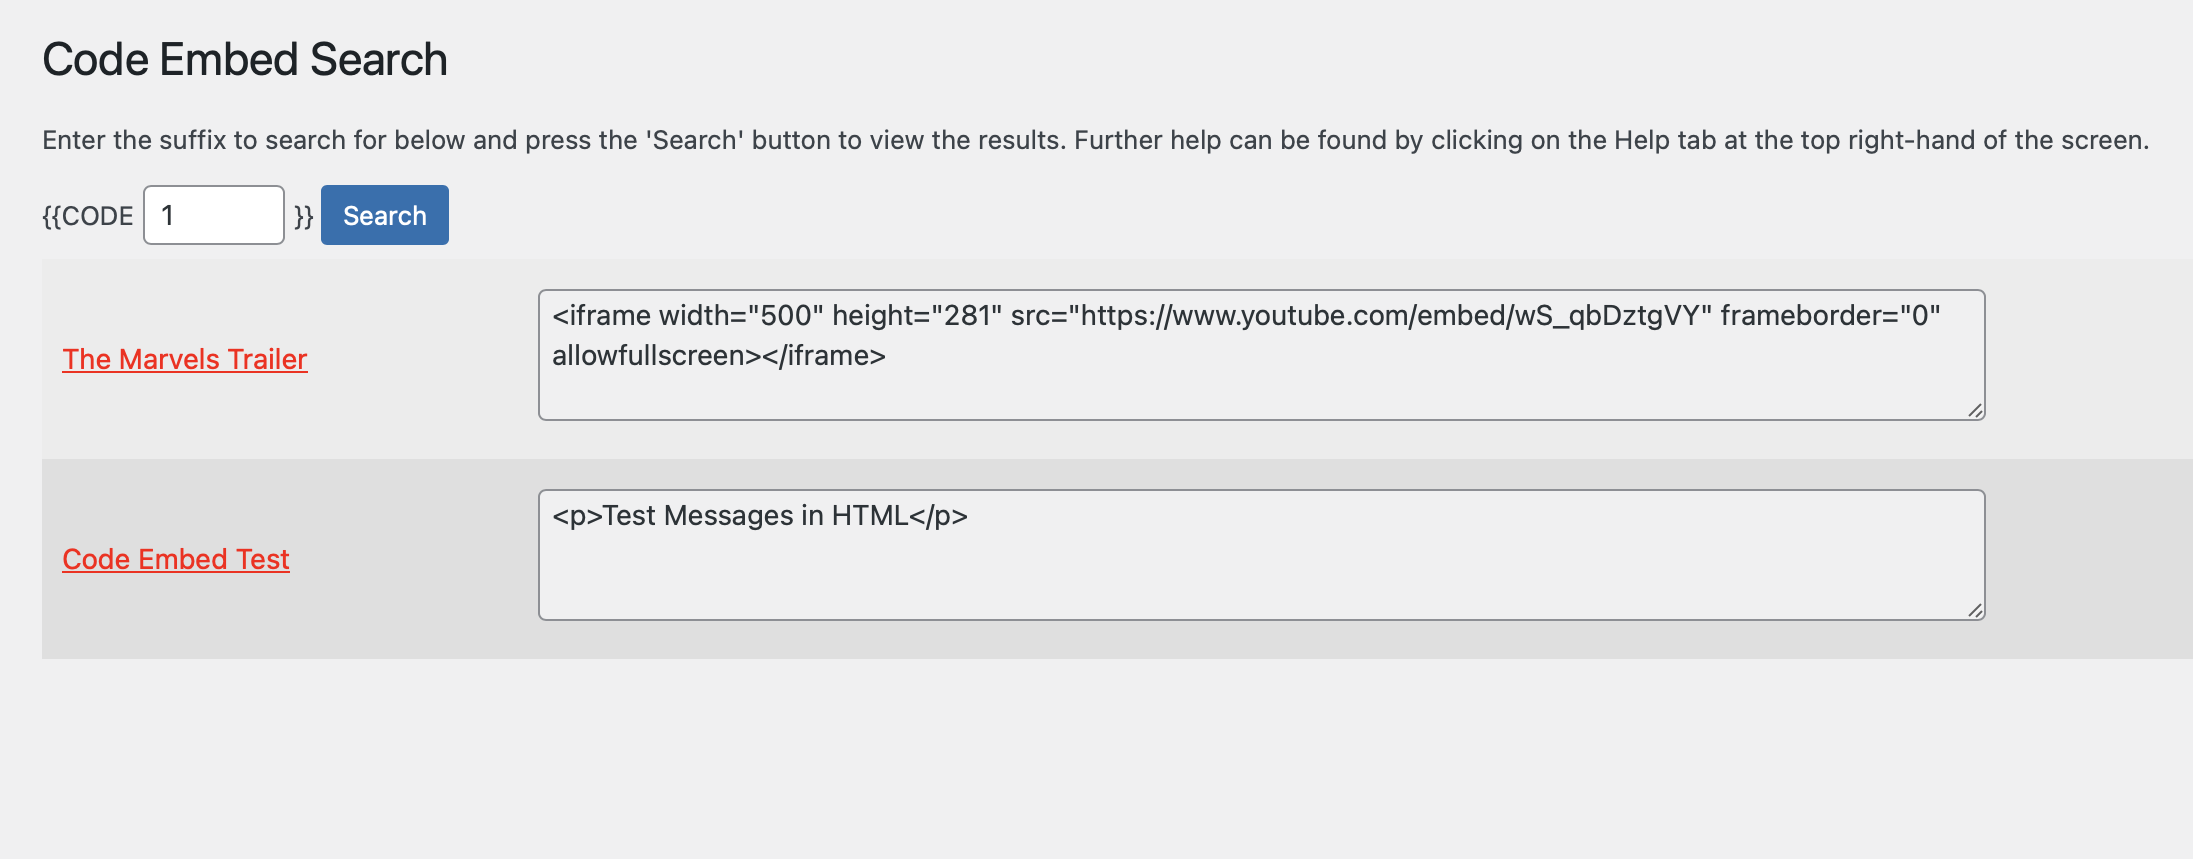 Code Embed Search
Enter the suffix to search for below and press the 'Search' button to view the results. Further help can be found by clicking on the Help tab at the top right-hand of the screen.
{{CODE 1 }} Search
The Marvels Trailer
<iframe width="500" height="281" src="https://www.youtube.com/embed/wS_qbDztgVY" frameborder="0"
allowfullscreen></iframe>
Code Embed Test
<p>Test Messages in HTML</p>